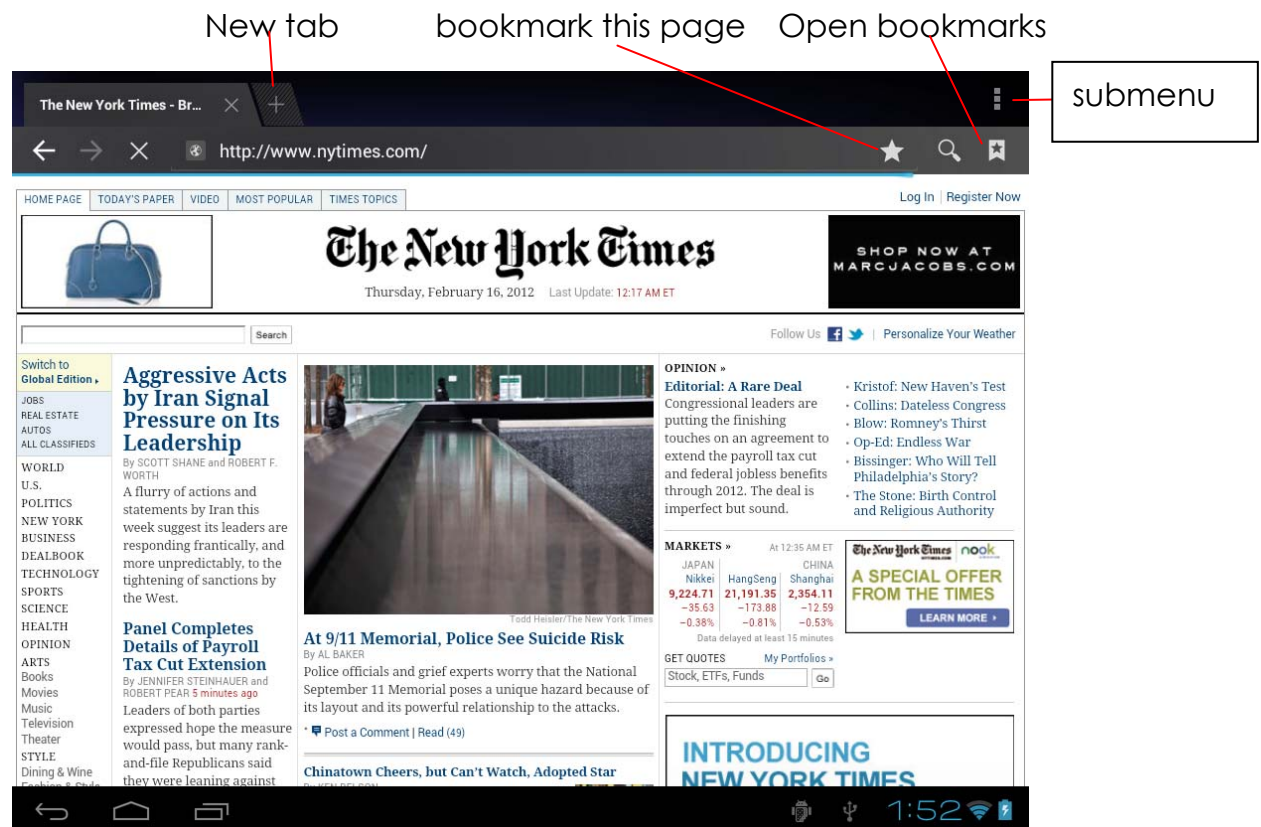 New tab
bookmark this page
Open bookmarks
submenu
The New York Times - Br...
http://www.nytimes.com/
HOME PAGE
TODAY'S PAPER
VIDEO
MOST POPULAR
TIMES TOPICS
Log In | Register Now
The New York Times
Thursday, February 16, 2012 Last Update: 12:17 AM ET
SHOP NOW AT
MARCJACOBS.COM
Search
Follow Us
Personalize Your Weather
Switch to
Global Edition
JOBS
REAL ESTATE
AUTOS
ALL CLASSIFIEDS
WORLD
U.S.
POLITICS
NEW YORK
BUSINESS
DEALBOOK
TECHNOLOGY
SPORTS
SCIENCE
HEALTH
OPINION
ARTS
Books
Movies
Music
Television
Theater
STYLE
Dining & Wine
Fashion & Style
Aggressive Acts
by Iran Signal
Pressure on Its
Leadership
By SCOTT SHANE and ROBERT F.
WORTH
A flurry of actions and
statements by Iran this
week suggest its leaders are
responding frantically, and
more unpredictably, to the
tightening of sanctions by
the West.
Panel Completes
Details of Payroll
Tax Cut Extension
By JENNIFER STEINHAUER and
ROBERT PEAR 5 minutes ago
Leaders of both parties
expressed hope the measure
would pass, but many rank-
and-file Republicans said
they were leaning against
Todd Heisler/The New York Times
At 9/11 Memorial, Police See Suicide Risk
By AL BAKER
Police officials and grief experts worry that the National
September 11 Memorial poses a unique hazard because of
its layout and its powerful relationship to the attacks.
• Post a Comment | Read (49)
Chinatown Cheers, but Can't Watch, Adopted Star
By KEN BELSON
OPINION »
Editorial: A Rare Deal
Congressional leaders are
putting the finishing
touches on an agreement to
extend the payroll tax cut
and federal jobless benefits
through 2012. The deal is
imperfect but sound.
• Kristof: New Haven's Test
• Collins: Dateless Congress
• Blow: Romney's Thirst
• Op-Ed: Endless War
• Bissinger: Who Will Tell
Philadelphia's Story?
• The Stone: Birth Control
and Religious Authority
MARKETS » At 12:35 AM ET
JAPAN CHINA
Nikkei HangSeng Shanghai
9,224.71 21,191.35 2,354.11
−35.63 −173.88 −12.59
−0.38% −0.81% −0.53%
Data delayed at least 15 minutes
GET QUOTES My Portfolios »
Stock, ETFs, Funds Go
The New York Times nook
A SPECIAL OFFER
FROM THE TIMES
LEARN MORE
INTRODUCING
NEW YORK TIMES
1:52